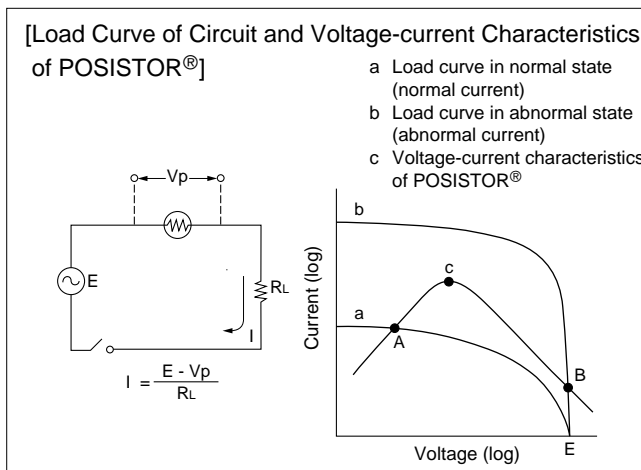 [Load Curve of Circuit and Voltage-current Characteristics
of POSISTOR®]
a Load curve in normal state
(normal current)
b Load curve in abnormal state
(abnormal current)
c Voltage-current characteristics
of POSISTOR®
Vp
E
RL
I
I = E - Vp
RL
b
c
a
A
B
Current (log)
Voltage (log)
E